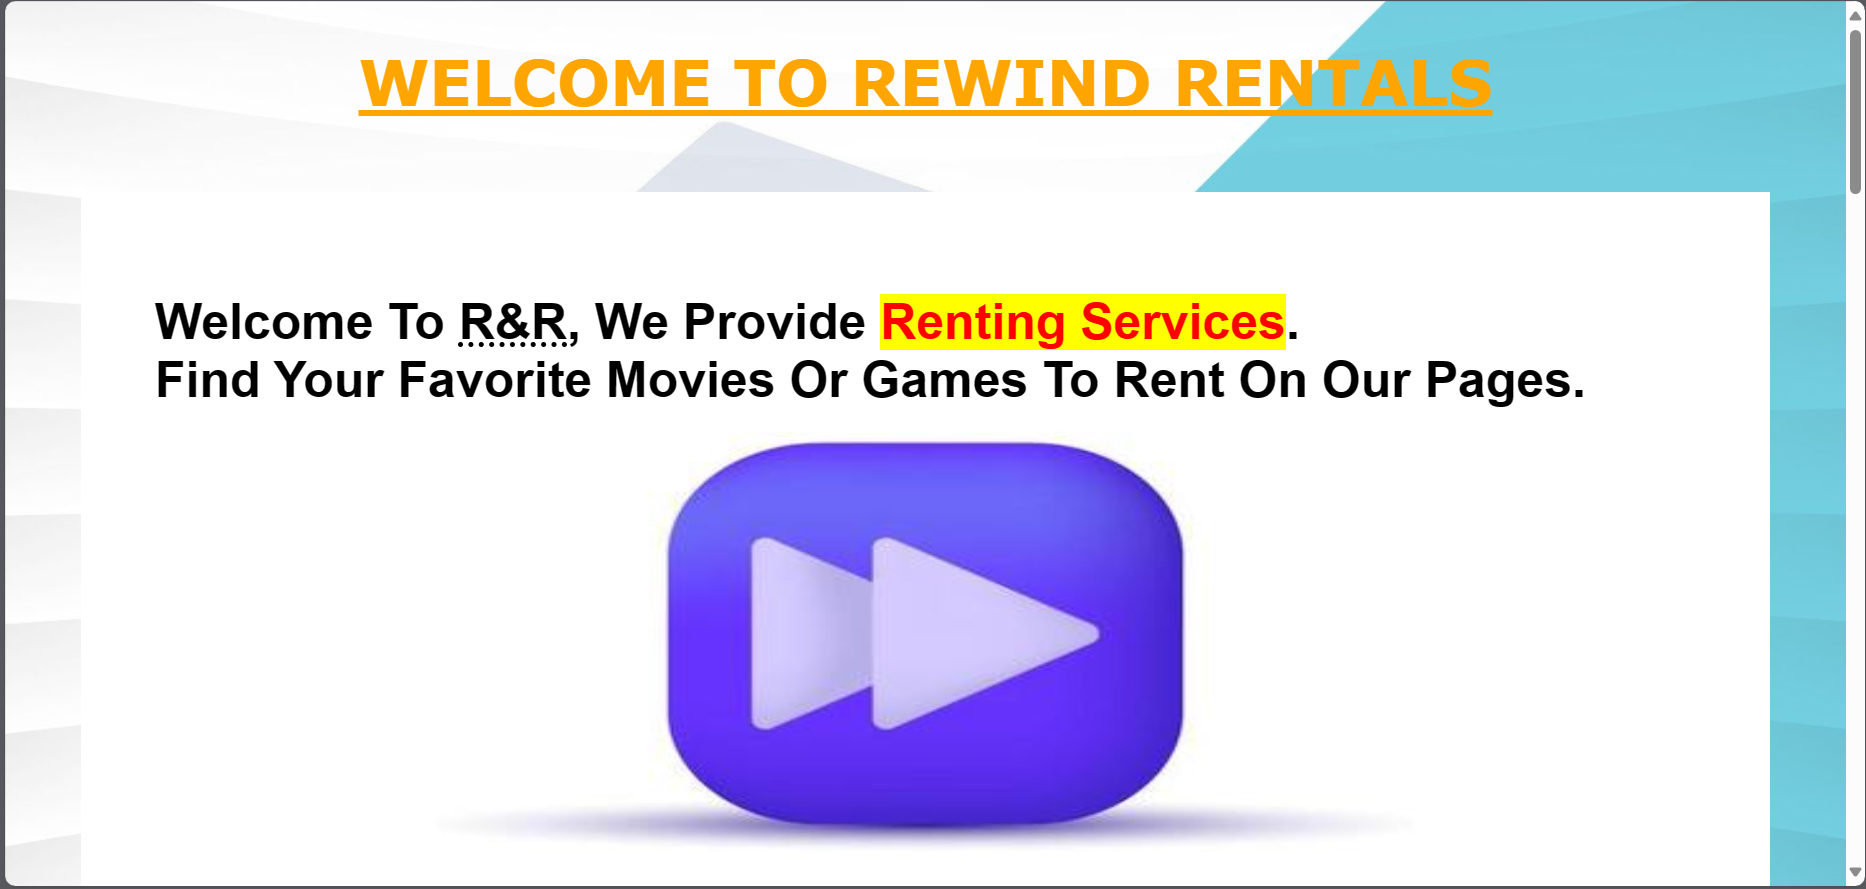 WELCOME TO REWIND RENTALS
Welcome To R&R, We Provide Renting Services.
Find Your Favorite Movies Or Games To Rent On Our Pages.